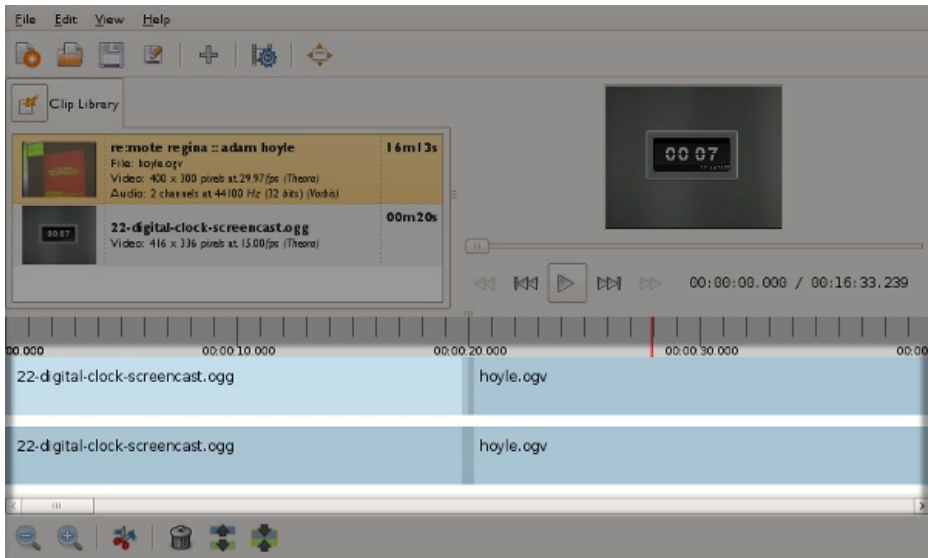 File Edit View Help
Clip Library
re:mote regina :: adam hoyle 16m13s
File: hoyle.ogv
Video: 400 x 300 pixels at 29.97fps (Theora)
Audio: 2 channels at 44100 Hz (32 bits) (Vorbis)
22-digital-clock-screencast.ogg 00m20s
Video: 416 x 336 pixels at 15.00fps (Theora)
00 07
00 07
00:00:00.000 / 00:16:33.239
00.000 00:00:10.000 00:00:20.000 00:00:30.000 00:00
22-digital-clock-screencast.ogg hoyle.ogv
22-digital-clock-screencast.ogg hoyle.ogv